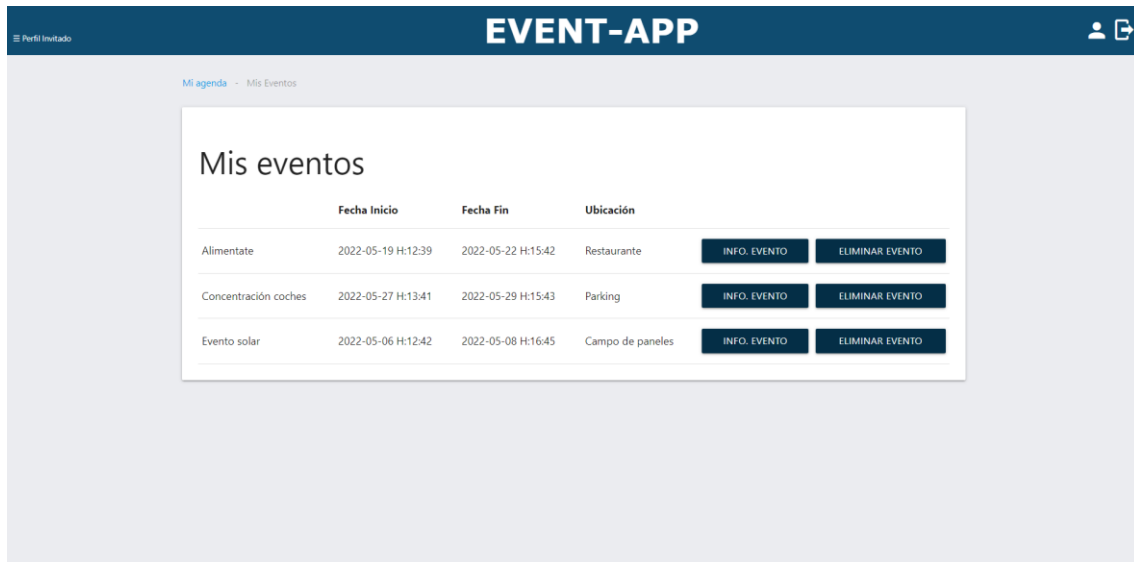 ☰ Perfil Invitado
EVENT-APP
Mi agenda - Mis Eventos
Mis eventos
Fecha Inicio Fecha Fin Ubicación
Alimentate 2022-05-19 H:12:39 2022-05-22 H:15:42 Restaurante INFO. EVENTO ELIMINAR EVENTO
Concentración coches 2022-05-27 H:13:41 2022-05-29 H:15:43 Parking INFO. EVENTO ELIMINAR EVENTO
Evento solar 2022-05-06 H:12:42 2022-05-08 H:16:45 Campo de paneles INFO. EVENTO ELIMINAR EVENTO